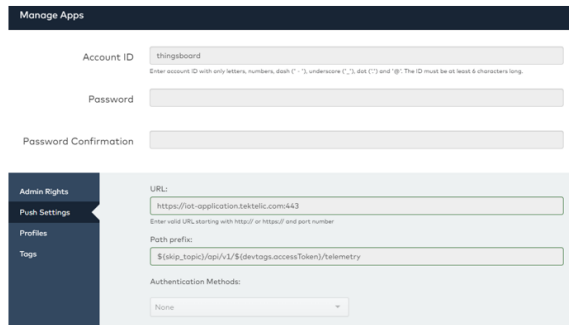 Manage Apps
Account ID
thingsboard
Enter account ID with only letters, numbers, dash (" - "), underscore ("_"), dot (".") and "@". The ID must be at least 6 characters long.
Password
Password Confirmation
Admin Rights
Push Settings
Profiles
Tags
URL:
https://iot-application.tektelic.com:443
Enter valid URL starting with http:// or https:// and port number
Path prefix:
${skip_topic}/api/v1/${devtags.accessToken}/telemetry
Authentication Methods:
None